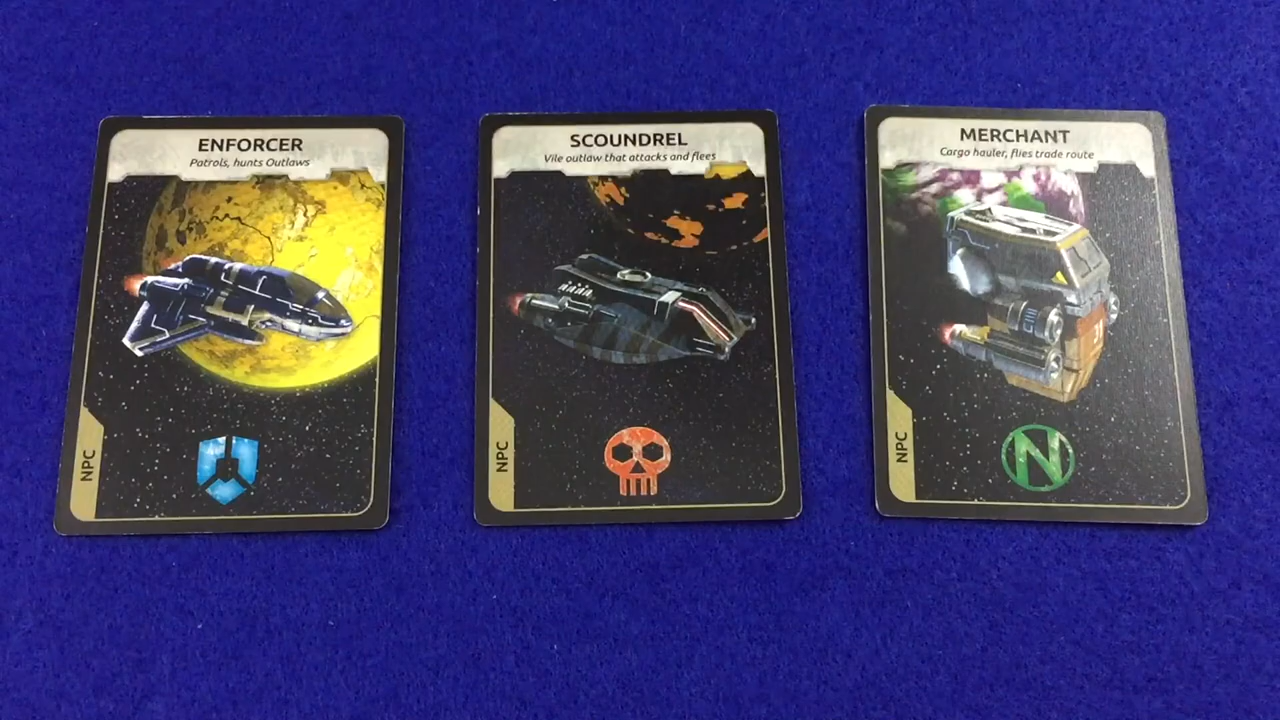 ENFORCER
Patrols, hunts Outlaws
NPC
SCOUNDREL
Vile outlaw that attacks and flees
NPC
MERCHANT
Cargo hauler, flies trade route
NPC
N